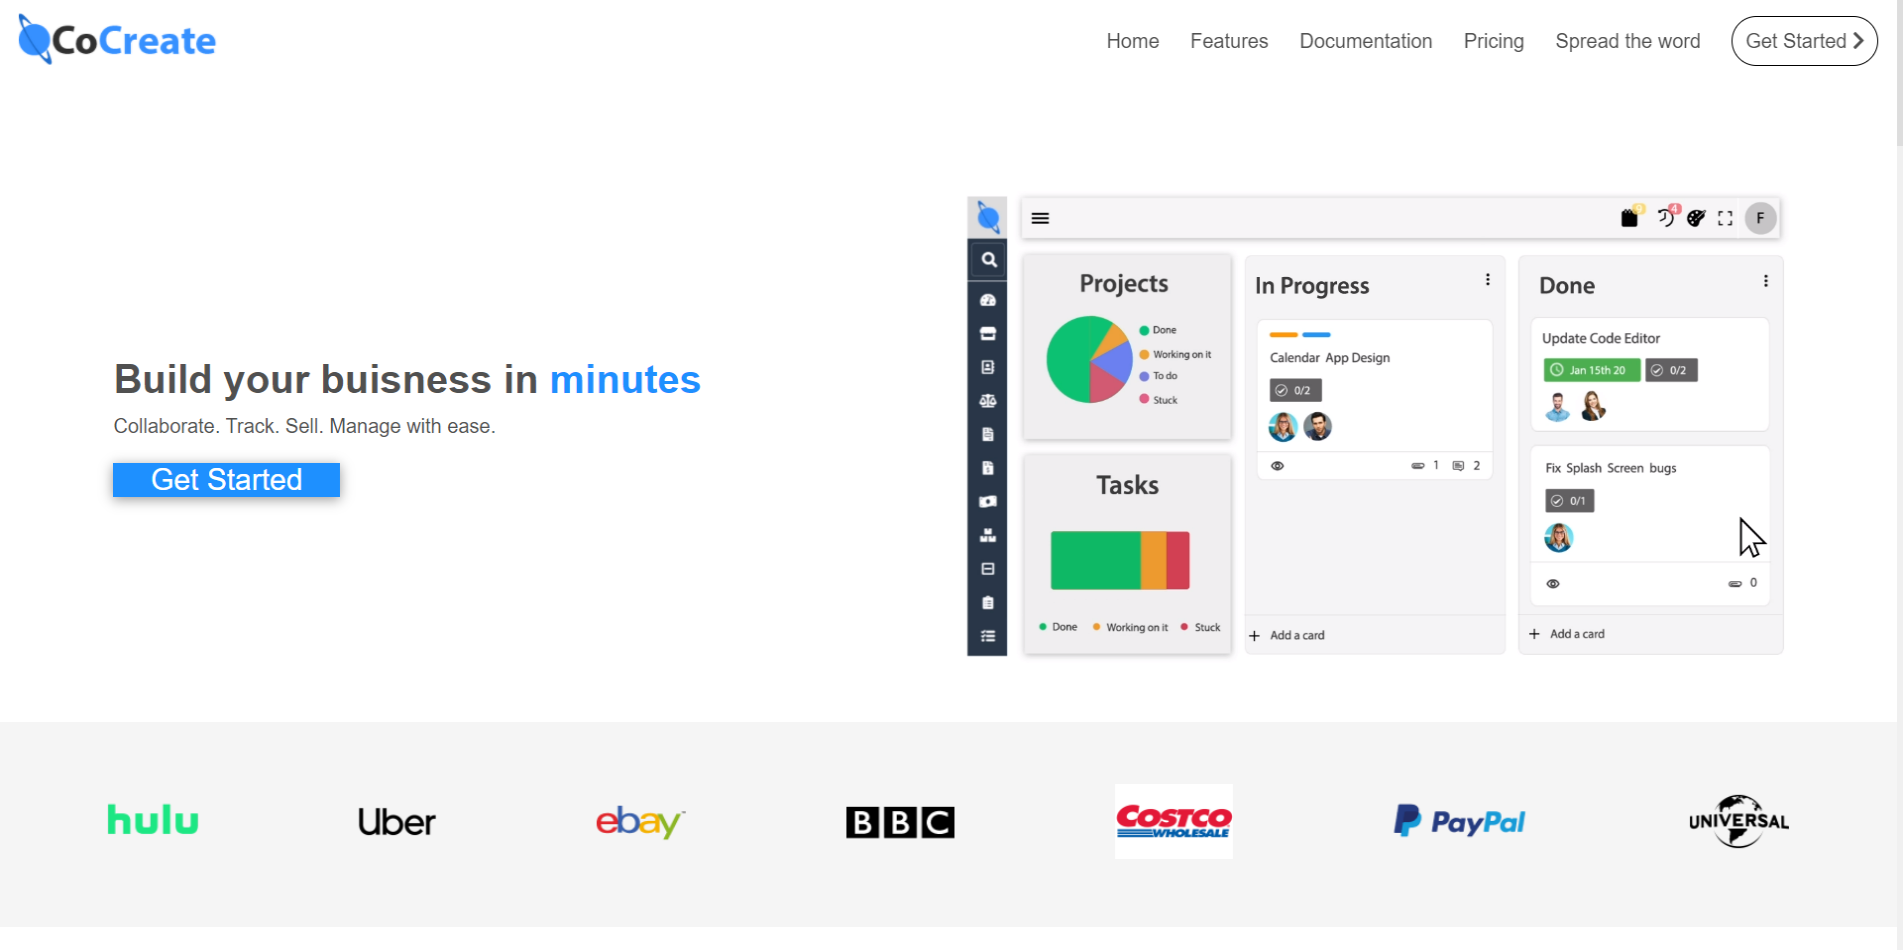 CoCreate
Home
Features
Documentation
Pricing
Spread the word
Get Started
Build your buisness in minutes
Collaborate. Track. Sell. Manage with ease.
Get Started
9
4
F
Projects
Done
Working on it
To do
Stuck
Tasks
Done
Working on it
Stuck
In Progress
Calendar App Design
0/2
1
2
+ Add a card
Done
Update Code Editor
Jan 15th 20
0/2
Fix Splash Screen bugs
0/1
0
+ Add a card
hulu
Uber
ebay™
BBC
COSTCO
WHOLESALE
PayPal
UNIVERSAL